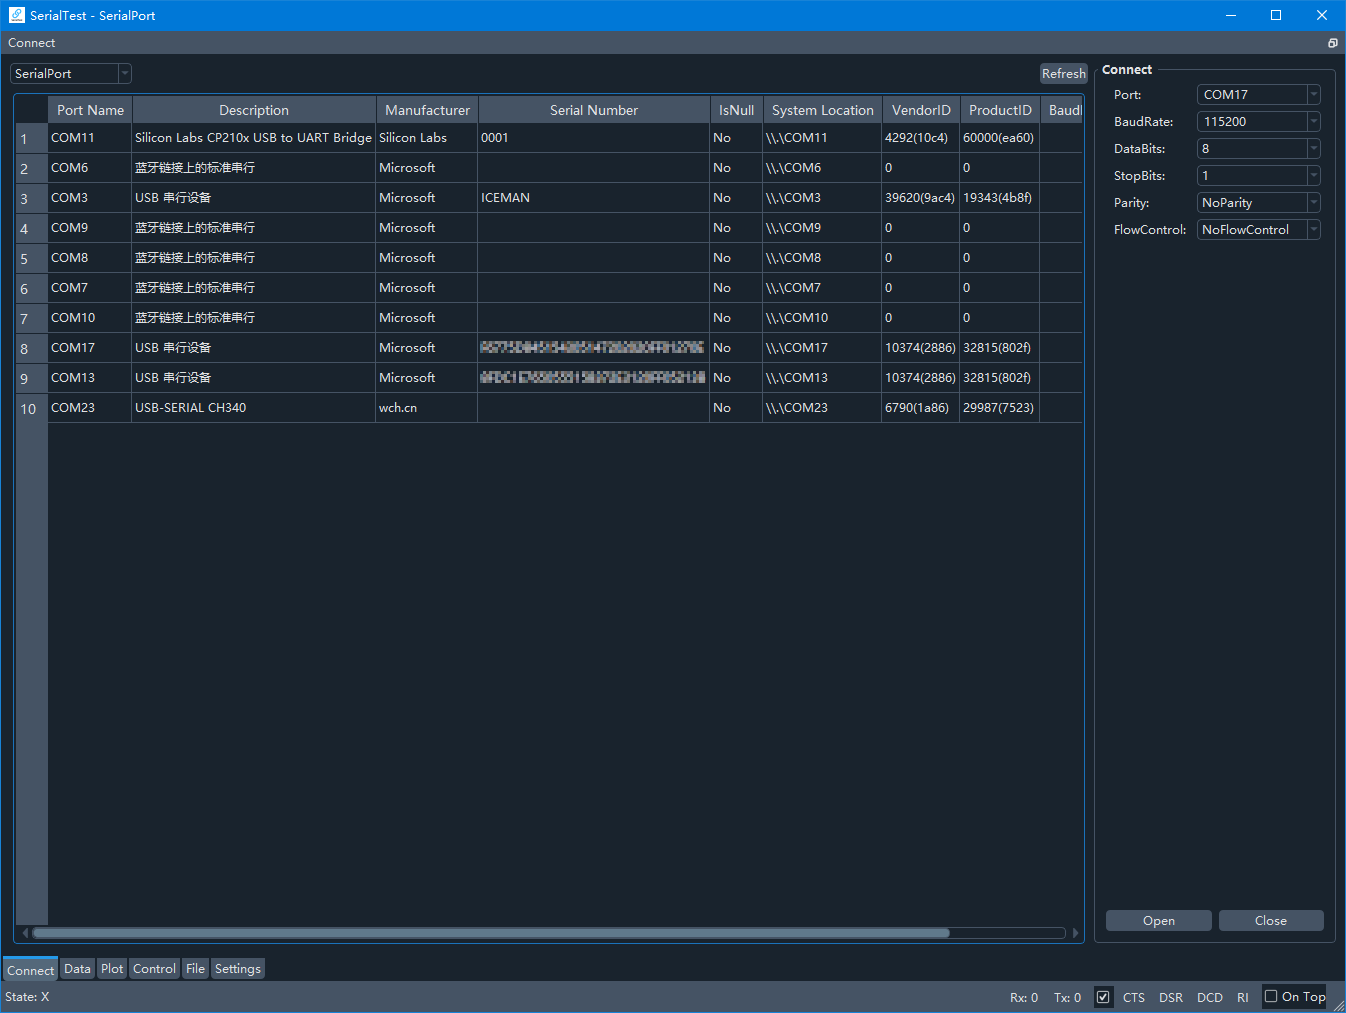 SerialTest - SerialPort
Connect
SerialPort
Refresh
Port Name Description Manufacturer Serial Number IsNull System Location VendorID ProductID
1 COM11 Silicon Labs CP210x USB to UART Bridge Silicon Labs 0001 No \\.\COM11 4292(10c4) 60000(ea60)
2 COM6 蓝牙链接上的标准串行 Microsoft No \\.\COM6 0 0
3 COM3 USB 串行设备 Microsoft ICEMAN No \\.\COM3 39620(9ac4) 19343(4b8f)
4 COM9 蓝牙链接上的标准串行 Microsoft No \\.\COM9 0 0
5 COM8 蓝牙链接上的标准串行 Microsoft No \\.\COM8 0 0
6 COM7 蓝牙链接上的标准串行 Microsoft No \\.\COM7 0 0
7 COM10 蓝牙链接上的标准串行 Microsoft No \\.\COM10 0 0
8 COM17 USB 串行设备 Microsoft No \\.\COM17 10374(2886) 32815(802f)
9 COM13 USB 串行设备 Microsoft No \\.\COM13 10374(2886) 32815(802f)
10 COM23 USB-SERIAL CH340 wch.cn No \\.\COM23 6790(1a86) 29987(7523)
Connect
Port: COM17
BaudRate: 115200
DataBits: 8
StopBits: 1
Parity: NoParity
FlowControl: NoFlowControl
Open Close
Connect Data Plot Control File Settings
State: X Rx: 0 Tx: 0 CTS DSR DCD RI On Top